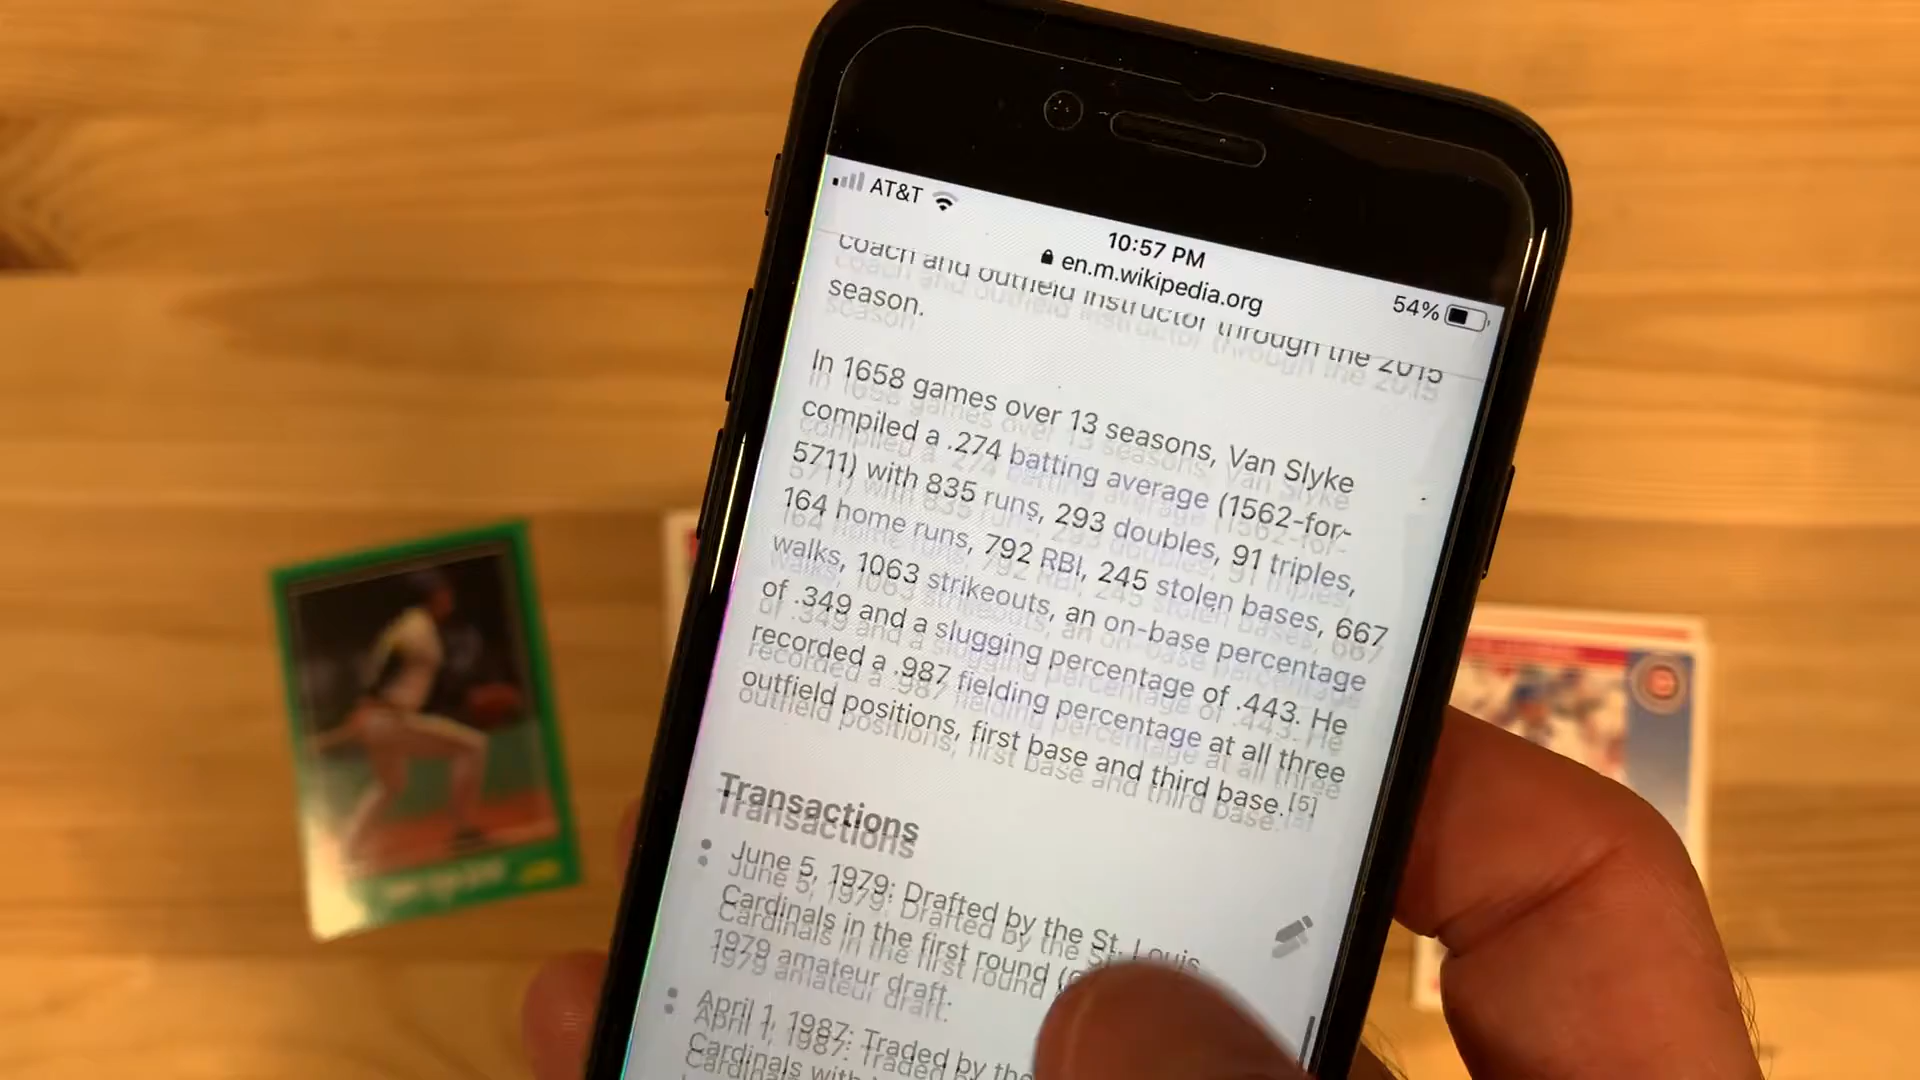 AT&T
10:57 PM
en.m.wikipedia.org
54%
coach and outfield instructor through the 2015
season.
In 1658 games over 13 seasons, Van Slyke
compiled a .274 batting average (1562-for-
5711) with 835 runs, 293 doubles, 91 triples,
164 home runs, 792 RBI, 245 stolen bases, 667
walks, 1063 strikeouts, an on-base percentage
of .349 and a slugging percentage of .443. He
recorded a .987 fielding percentage at all three
outfield positions, first base and third base.[5]
Transactions
• June 5, 1979: Drafted by the St. Louis
Cardinals in the first round
1979 amateur draft.
• April 1, 1987: Traded by the
Cardinals with